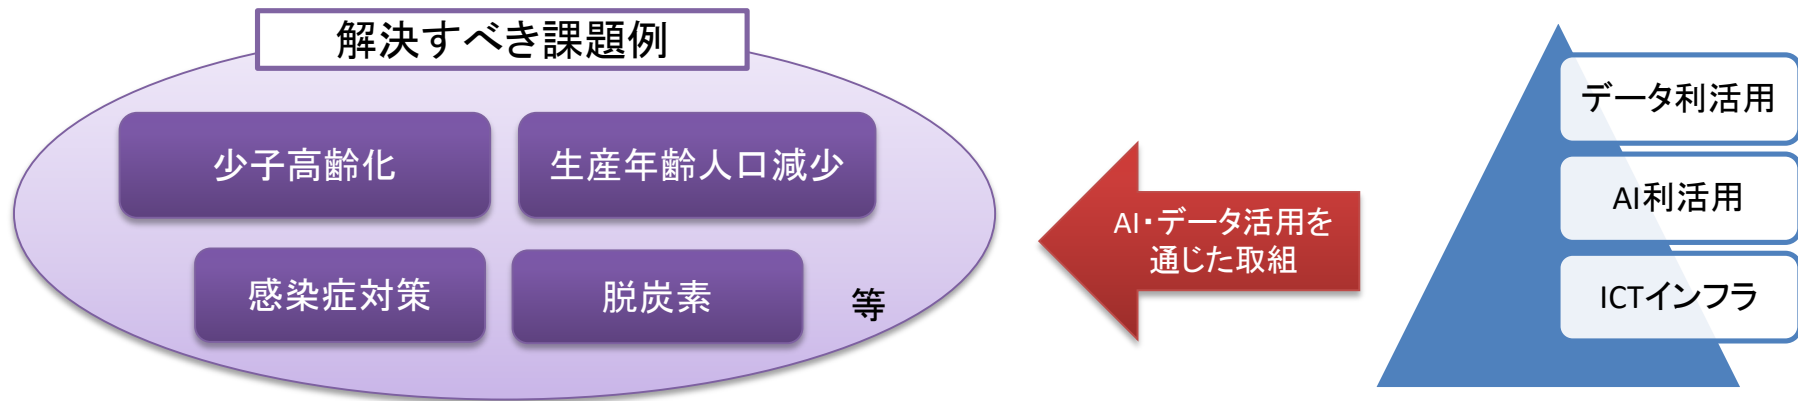 解決すべき課題例
少子高齢化
生産年齢人口減少
感染症対策
脱炭素
等
AI・データ活用を
通じた取組
データ利活用
AI利活用
ICTインフラ